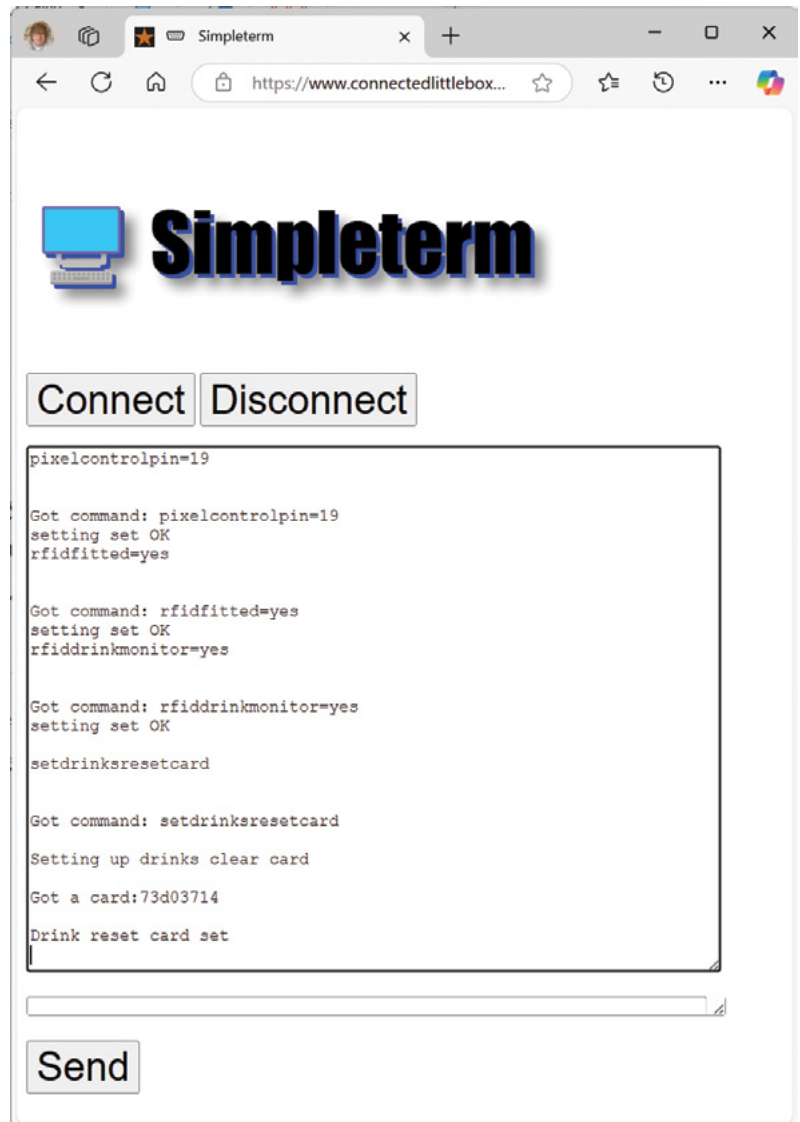 Simpleterm
https://www.connectedlittlebox...
Simpleterm
Connect Disconnect
pixelcontrolpin=19
Got command: pixelcontrolpin=19
setting set OK
rfidfitted=yes
Got command: rfidfitted=yes
setting set OK
rfiddrinkmonitor=yes
Got command: rfiddrinkmonitor=yes
setting set OK
setdrinksresetcard
Got command: setdrinksresetcard
Setting up drinks clear card
Got a card:73d03714
Drink reset card set
Send